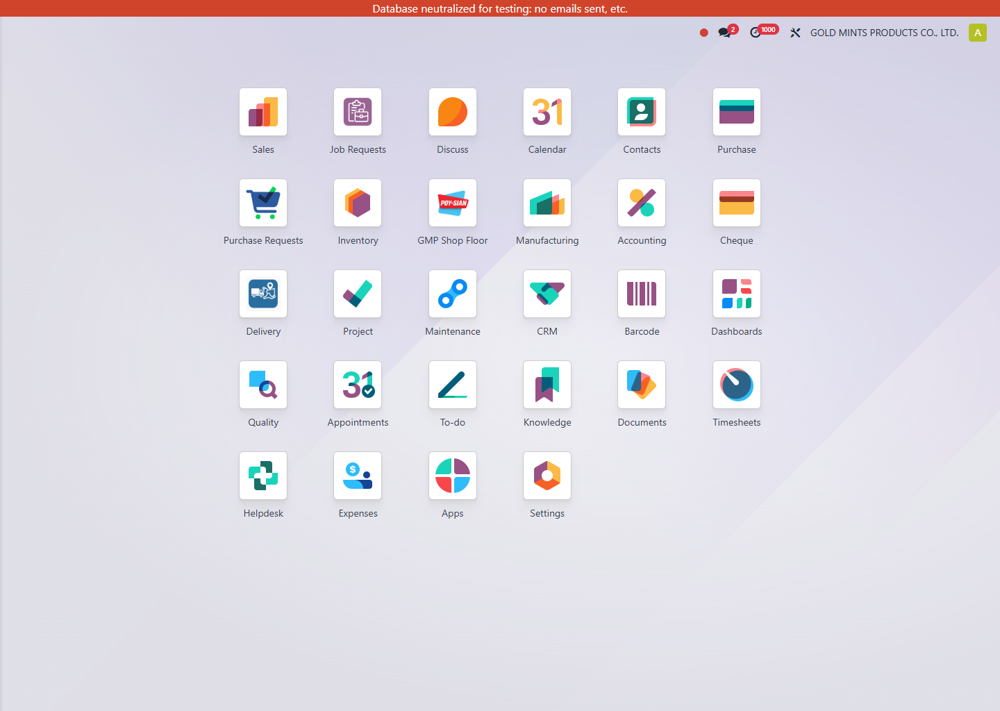 Database neutralized for testing: no emails sent, etc.
2
1000
GOLD MINTS PRODUCTS CO., LTD.
A
31
Sales
Job Requests
Discuss
Calendar
Contacts
Purchase
POY-SIAN
Purchase Requests
Inventory
GMP Shop Floor
Manufacturing
Accounting
Cheque
Delivery
Project
Maintenance
CRM
Barcode
Dashboards
31
Quality
Appointments
To-do
Knowledge
Documents
Timesheets
$
Helpdesk
Expenses
Apps
Settings